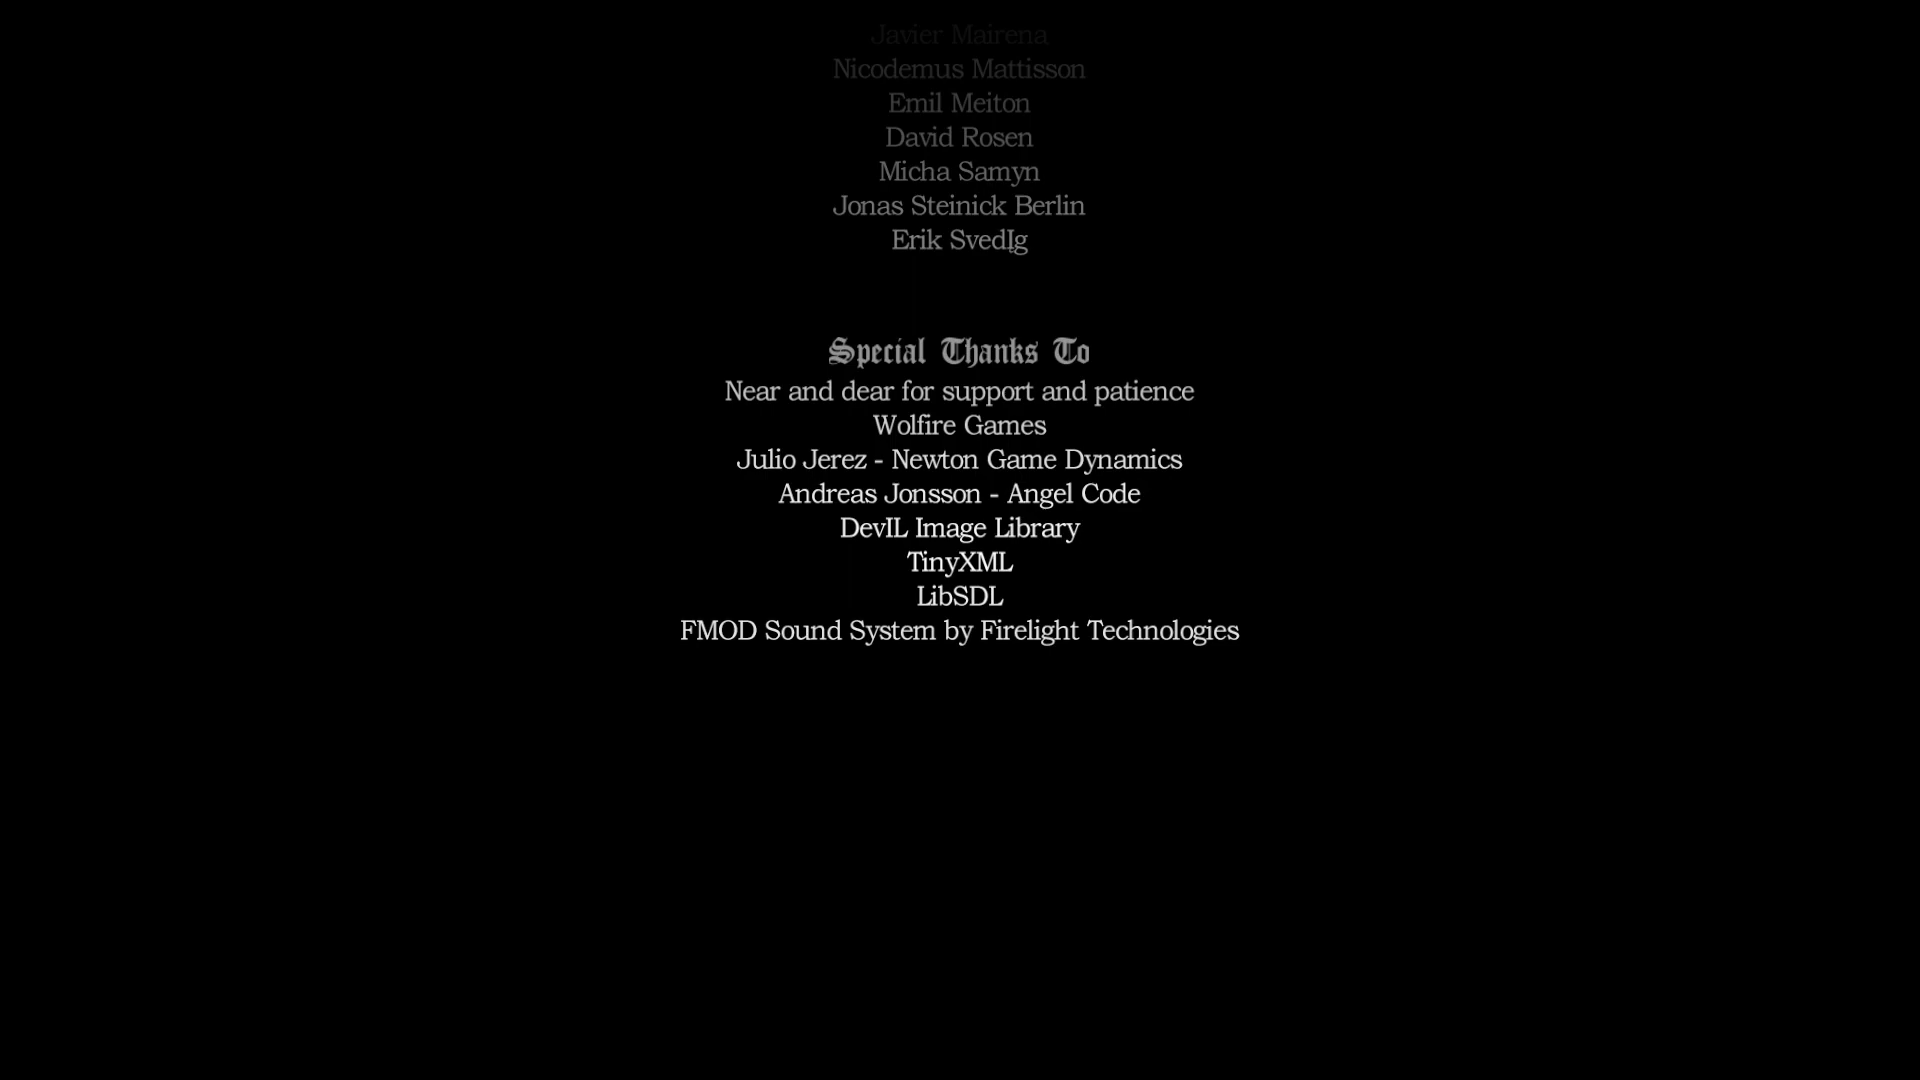 Javier Mairena
Nicodemus Mattisson
Emil Meiton
David Rosen
Micha Samyn
Jonas Steinick Berlin
Erik SvedĮg
Special Thanks To
Near and dear for support and patience
Wolfire Games
Julio Jerez - Newton Game Dynamics
Andreas Jonsson - Angel Code
DevIL Image Library
TinyXML
LibSDL
FMOD Sound System by Firelight Technologies